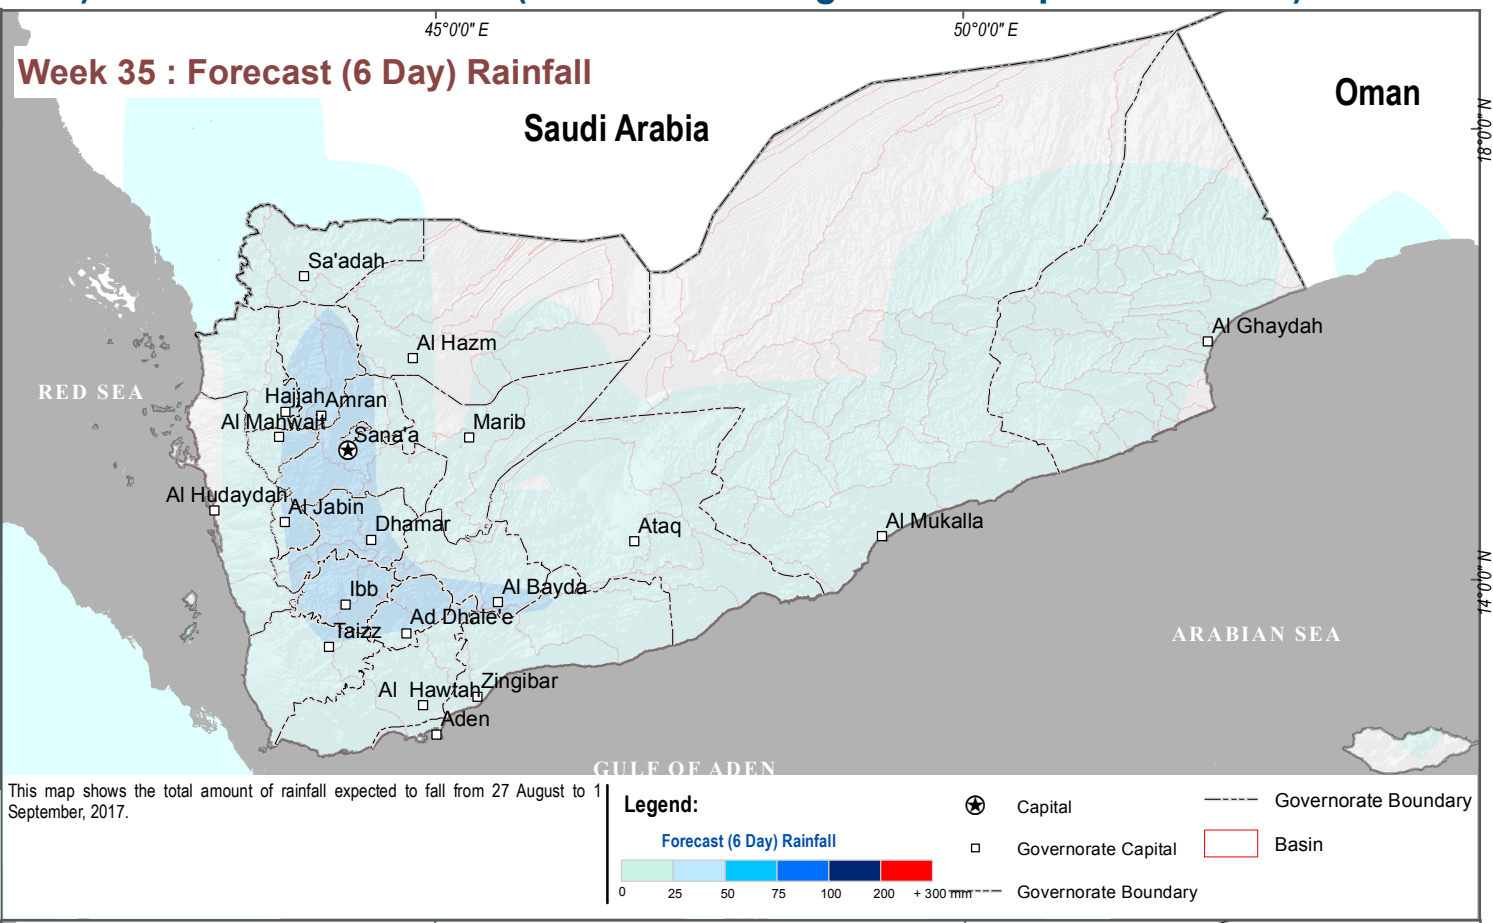 45°0'0" E
50°0'0" E
Week 35 : Forecast (6 Day) Rainfall
Oman
Saudi Arabia
18°0'0" N
Sa'adah
Al Ghaydah
Al Hazm
RED SEA
Hajjah
Amran
Al Mahwait
Sana'a
Marib
Al Hudaydah
Al Jabin
Dhamar
Ataq
Al Mukalla
14°0'0" N
Ibb
Al Bayda
Ad Dhale'e
Taizz
ARABIAN SEA
Al Hawtah
Zingibar
Aden
GULF OF ADEN
This map shows the total amount of rainfall expected to fall from 27 August to 1
September, 2017.
Legend:
Forecast (6 Day) Rainfall
0 25 50 75 100 200 + 300 mm
Capital
Governorate Capital
Governorate Boundary
Governorate Boundary
Basin